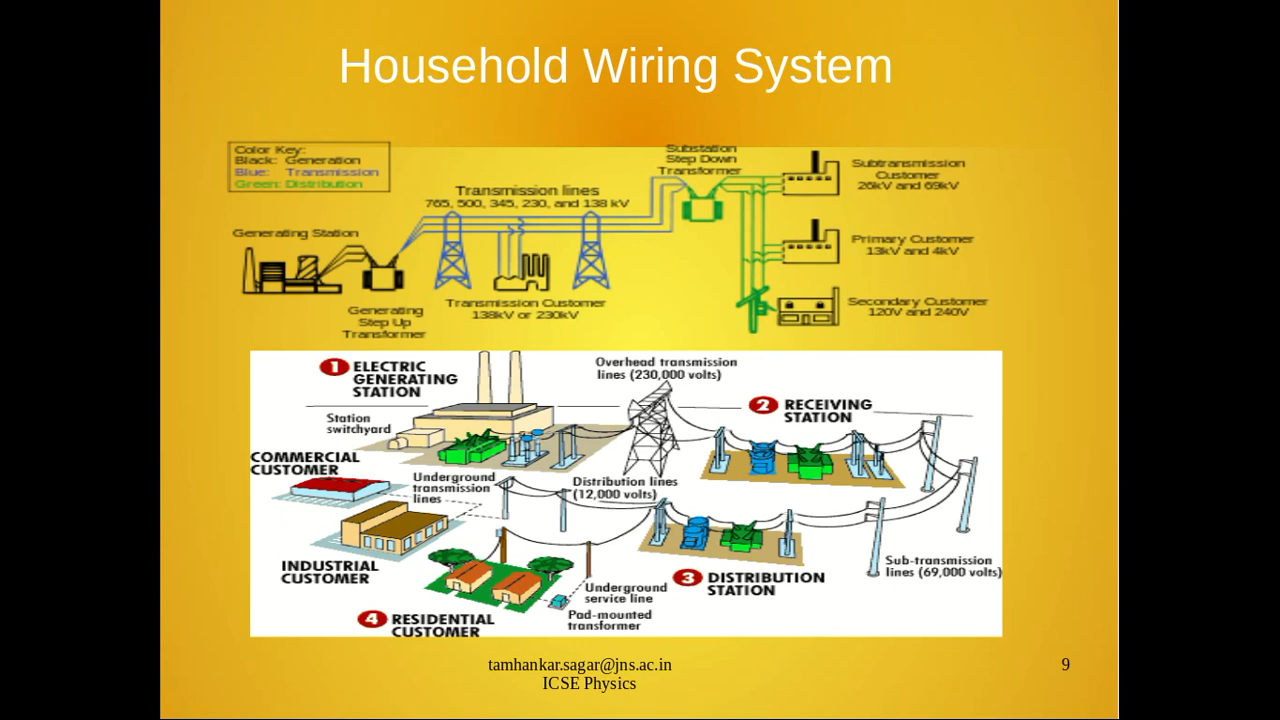 Household Wiring System
Color Key:
Black: Generation
Blue: Transmission
Green: Distribution
Substation
Step Down
Transformer
Subtransmission
Customer
26kV and 69kV
Transmission lines
765, 500, 345, 230, and 138 kV
Generating Station
Primary Customer
13kV and 4kV
Generating
Step Up
Transformer
Transmission Customer
138kV or 230kV
Secondary Customer
120V and 240V
1 ELECTRIC
GENERATING
STATION
Overhead transmission
lines (230,000 volts)
2 RECEIVING
STATION
Station
switchyard
COMMERCIAL
CUSTOMER
Underground
transmission
lines
Distribution lines
(12,000 volts)
INDUSTRIAL
CUSTOMER
Sub-transmission
lines (69,000 volts)
3 DISTRIBUTION
STATION
Underground
service line
Pad-mounted
transformer
4 RESIDENTIAL
CUSTOMER
tamhankar.sagar@jns.ac.in
ICSE Physics
9